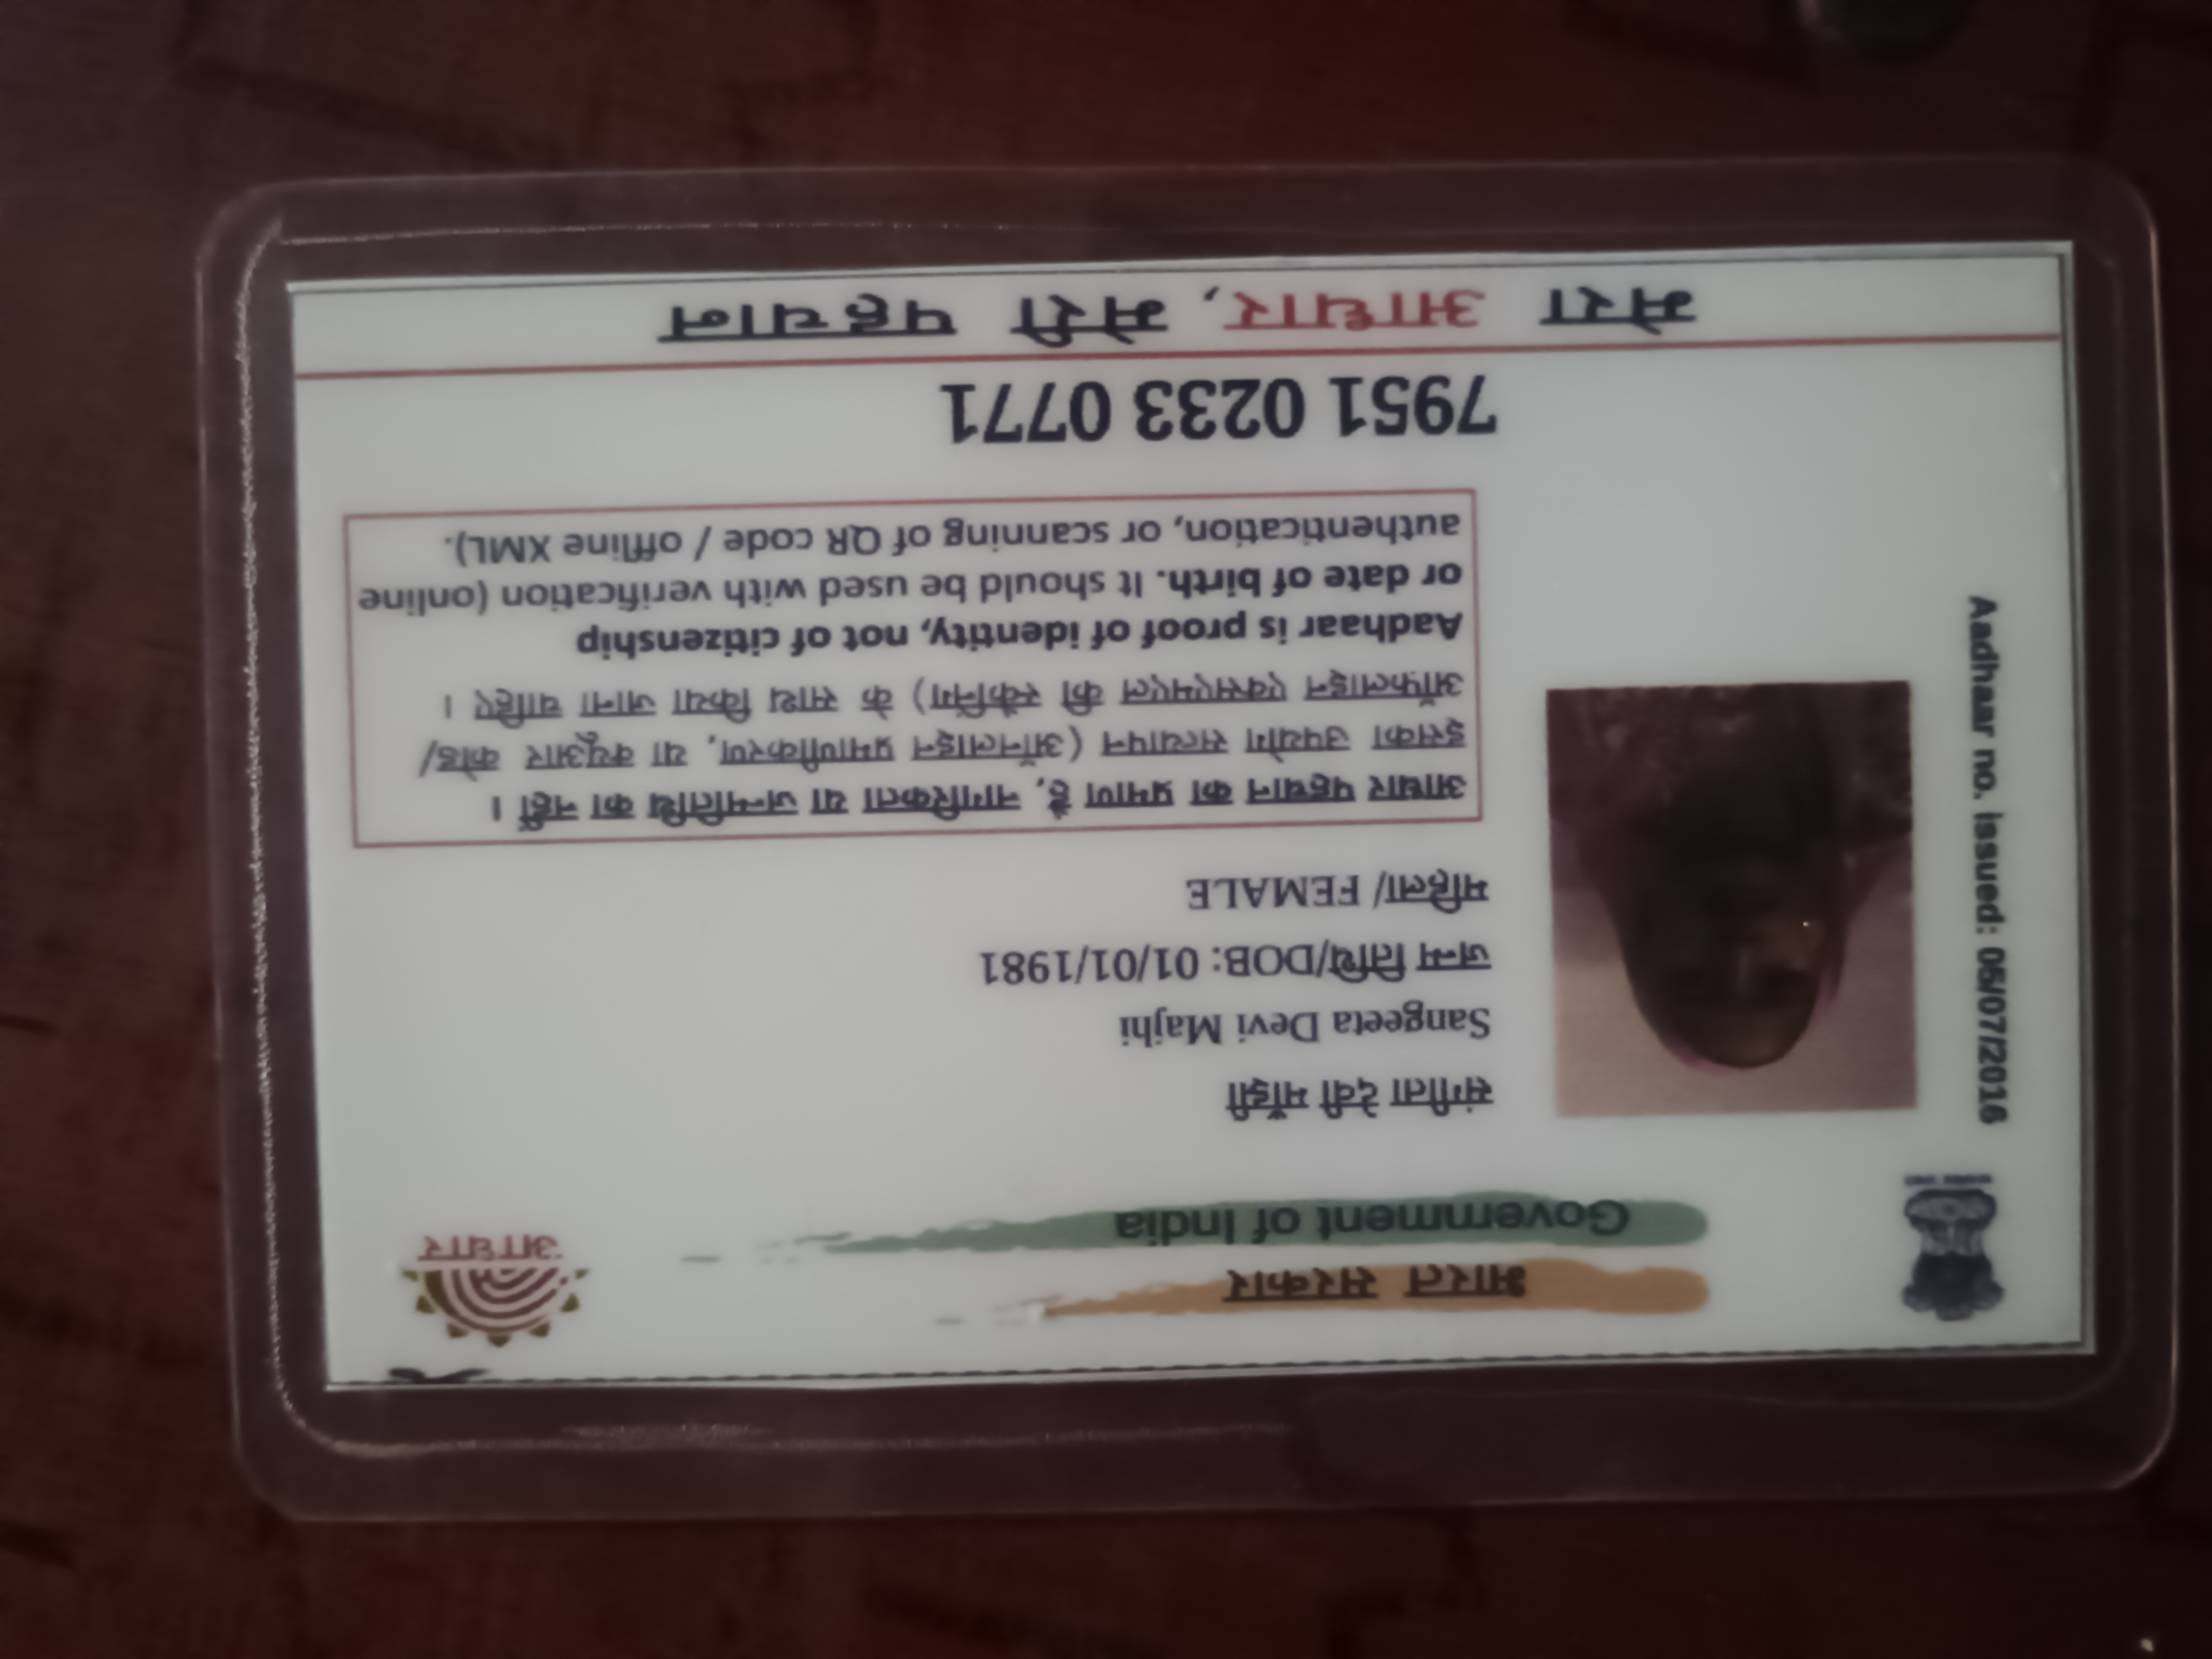 भारत सरकार
Government of India
आधार
Aadhaar no. issued: 05/07/2016
संगीता देवी माँझी
Sangeeta Devi Majhi
जन्म तिथि/DOB: 01/01/1981
महिला/ FEMALE
आधार पहचान का प्रमाण है, नागरिकता या जन्मतिथि का नहीं ।
इसका उपयोग सत्यापन (ऑनलाइन प्रमाणीकरण, या क्यूआर कोड/
ऑफलाइन एक्सएमएल की स्कैनिंग) के साथ किया जाना चाहिए ।
Aadhaar is proof of identity, not of citizenship
or date of birth. It should be used with verification (online
authentication, or scanning of QR code / offline XML).
7951 0233 0771
मेरा आधार, मेरी पहचान